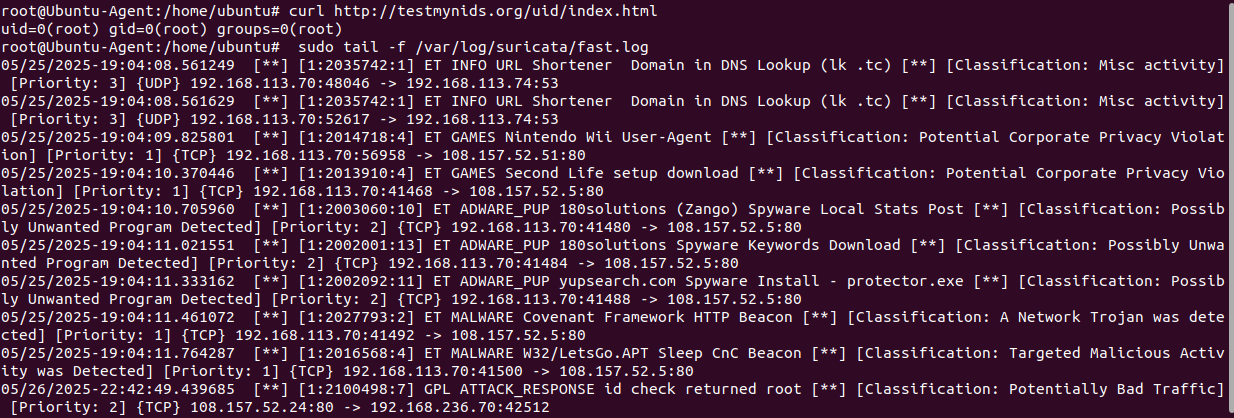 root@Ubuntu-Agent:/home/ubuntu# curl http://testmynids.org/uid/index.html
uid=0(root) gid=0(root) groups=0(root)
root@Ubuntu-Agent:/home/ubuntu#  sudo tail -f /var/log/suricata/fast.log
05/25/2025-19:04:08.561249  [**] [1:2035742:1] ET INFO URL Shortener  Domain in DNS Lookup (lk .tc) [**] [Classification: Misc activity]
 [Priority: 3] {UDP} 192.168.113.70:48046 -> 192.168.113.74:53
05/25/2025-19:04:08.561629  [**] [1:2035742:1] ET INFO URL Shortener  Domain in DNS Lookup (lk .tc) [**] [Classification: Misc activity]
 [Priority: 3] {UDP} 192.168.113.70:52617 -> 192.168.113.74:53
05/25/2025-19:04:09.825801  [**] [1:2014718:4] ET GAMES Nintendo Wii User-Agent [**] [Classification: Potential Corporate Privacy Violat
ion] [Priority: 1] {TCP} 192.168.113.70:56958 -> 108.157.52.51:80
05/25/2025-19:04:10.370446  [**] [1:2013910:4] ET GAMES Second Life setup download [**] [Classification: Potential Corporate Privacy Vio
lation] [Priority: 1] {TCP} 192.168.113.70:41468 -> 108.157.52.5:80
05/25/2025-19:04:10.705960  [**] [1:2003060:10] ET ADWARE_PUP 180solutions (Zango) Spyware Local Stats Post [**] [Classification: Possib
ly Unwanted Program Detected] [Priority: 2] {TCP} 192.168.113.70:41480 -> 108.157.52.5:80
05/25/2025-19:04:11.021551  [**] [1:2002001:13] ET ADWARE_PUP 180solutions Spyware Keywords Download [**] [Classification: Possibly Unwa
nted Program Detected] [Priority: 2] {TCP} 192.168.113.70:41484 -> 108.157.52.5:80
05/25/2025-19:04:11.333162  [**] [1:2002092:11] ET ADWARE_PUP yupsearch.com Spyware Install - protector.exe [**] [Classification: Possib
ly Unwanted Program Detected] [Priority: 2] {TCP} 192.168.113.70:41488 -> 108.157.52.5:80
05/25/2025-19:04:11.461072  [**] [1:2027793:2] ET MALWARE Covenant Framework HTTP Beacon [**] [Classification: A Network Trojan was dete
cted] [Priority: 1] {TCP} 192.168.113.70:41492 -> 108.157.52.5:80
05/25/2025-19:04:11.764287  [**] [1:2016568:4] ET MALWARE W32/LetsGo.APT Sleep CnC Beacon [**] [Classification: Targeted Malicious Activ
ity was Detected] [Priority: 1] {TCP} 192.168.113.70:41500 -> 108.157.52.5:80
05/26/2025-22:42:49.439685  [**] [1:2100498:7] GPL ATTACK_RESPONSE id check returned root [**] [Classification: Potentially Bad Traffic]
 [Priority: 2] {TCP} 108.157.52.24:80 -> 192.168.236.70:42512